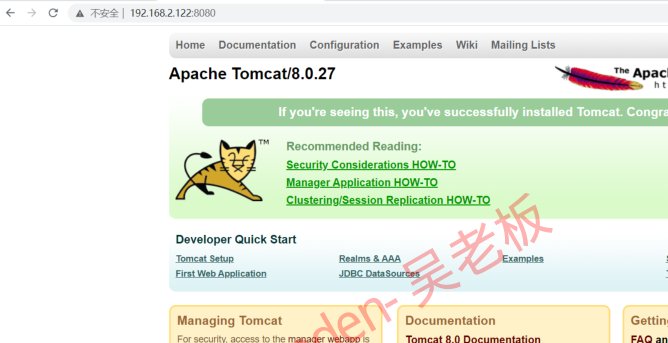 不安全 | 192.168.2.122:8080
Home Documentation Configuration Examples Wiki Mailing Lists
Apache Tomcat/8.0.27
The Apac
If you're seeing this, you've successfully installed Tomcat. Congra
TM
Recommended Reading:
Security Considerations HOW-TO
Manager Application HOW-TO
Clustering/Session Replication HOW-TO
Developer Quick Start
Tomcat Setup
Realms & AAA
Examples
First Web Application
JDBC DataSources
den- 吴老板
Managing Tomcat
Documentation
Getting
For security, access to the manager webapp is
Tomcat 8.0 Documentation
FAQ an